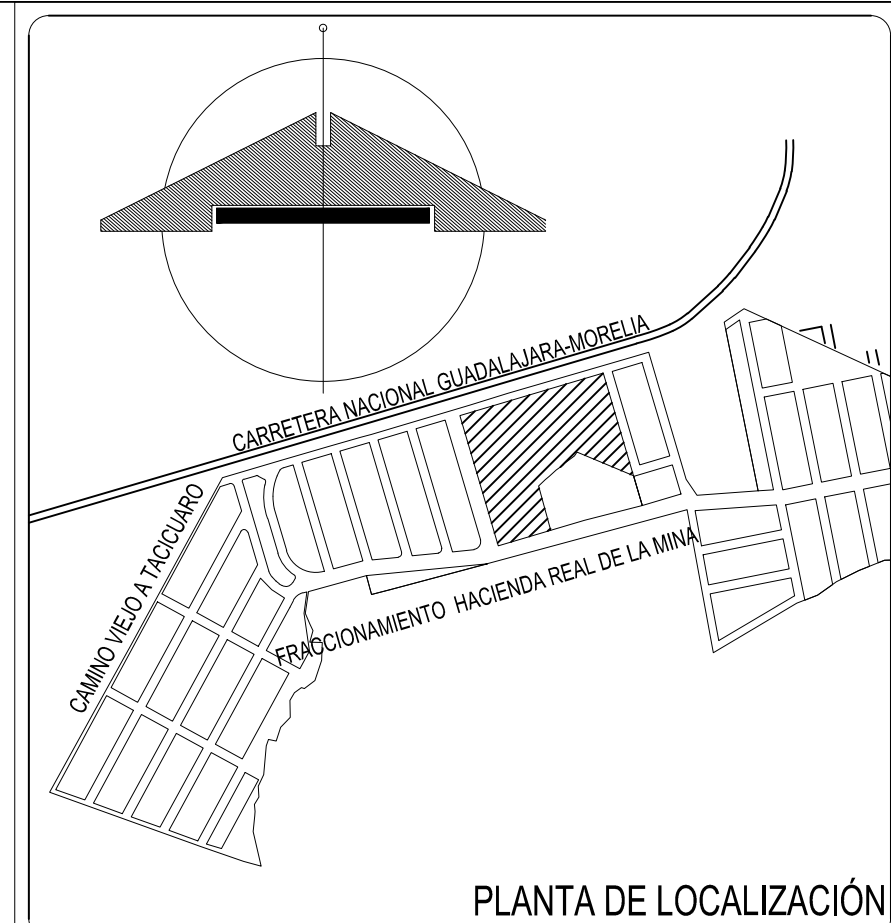 CARRETERA NACIONAL GUADALAJARA-MORELIA
CAMINO VIEJO A TACICUARO
FRACCIONAMIENTO HACIENDA REAL DE LA MINA
PLANTA DE LOCALIZACIÓN